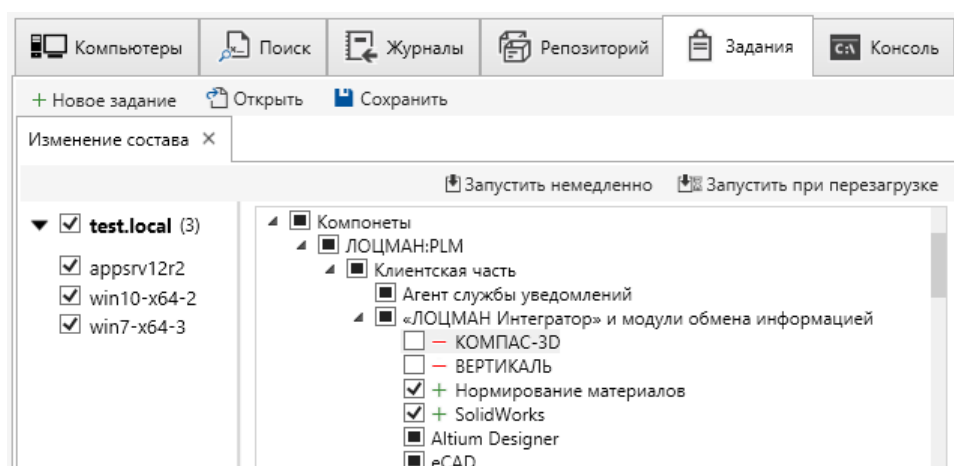 Компьютеры Поиск Журналы Репозиторий Задания C:\ Консоль
+ Новое задание Открыть Сохранить
Изменение состава ×
Запустить немедленно Запустить при перезагрузке
test.local (3)
appsrv12r2
win10-x64-2
win7-x64-3
Компонеты
ЛОЦМАН:PLM
Клиентская часть
Агент службы уведомлений
«ЛОЦМАН Интегратор» и модули обмена информацией
— КОМПАС-3D
— ВЕРТИКАЛЬ
+ Нормирование материалов
+ SolidWorks
Altium Designer
eCAD